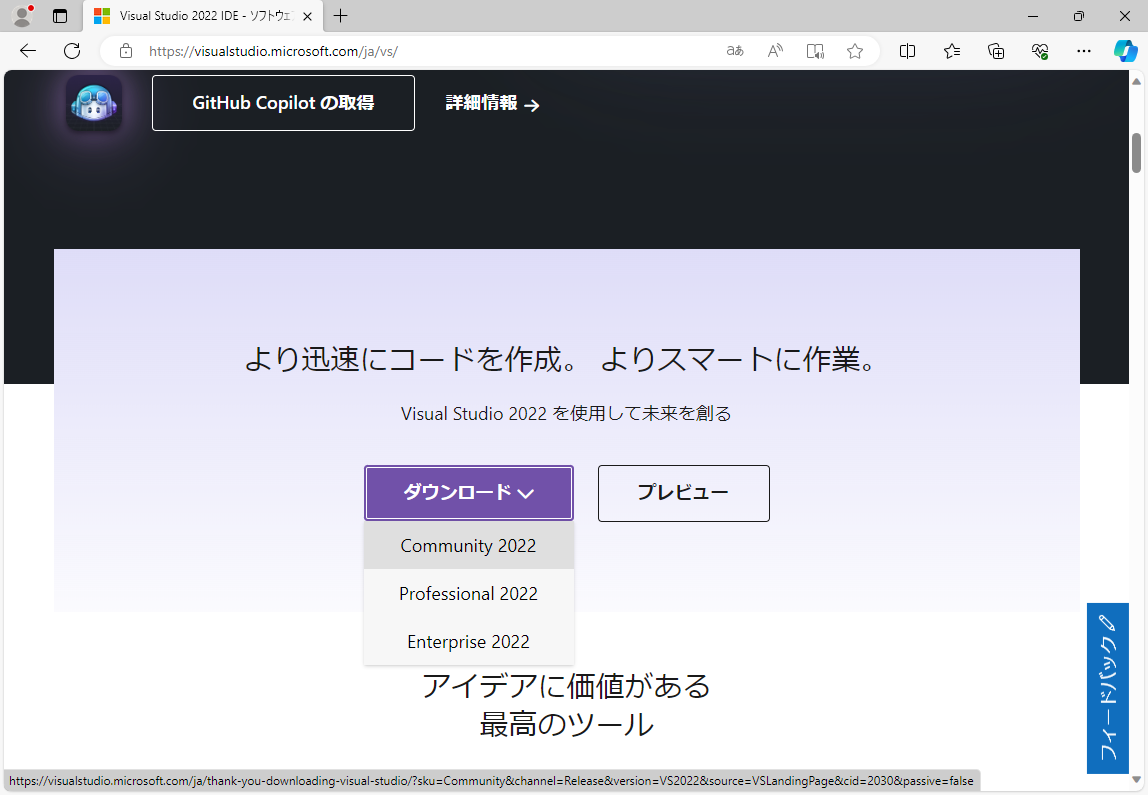 Visual Studio 2022 IDE - ソフトウェ
https://visualstudio.microsoft.com/ja/vs/
GitHub Copilot の取得
詳細情報 →
より迅速にコードを作成。 よりスマートに作業。
Visual Studio 2022 を使用して未来を創る
ダウンロード
プレビュー
Community 2022
Professional 2022
Enterprise 2022
アイデアに価値がある
最高のツール
フィードバック
https://visualstudio.microsoft.com/ja/thank-you-downloading-visual-studio/?sku=Community&channel=Release&version=VS2022&source=VSLandingPage&cid=2030&passive=false